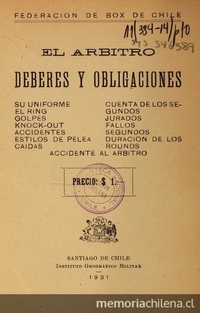 FEDERACION DE BOX DE CHILE
EL ARBITRO
DEBERES Y OBLIGACIONES
SU UNIFORME
EL RING
GOLPES
KNOCK-OUT
ACCIDENTES
ESTILOS DE PELEA
CAIDAS
CUENTA DE LOS SE-
GUNDOS
JURADOS
FALLOS
SEGUNDOS
DURACIÓN DE LOS
ROUNDS
ACCIDENTE AL ARBITRO
PRECIO: $ 1.-
SANTIAGO DE CHILE
INSTITUTO GEOGRÁFICO MILITAR
1931
memoriachilena.cl